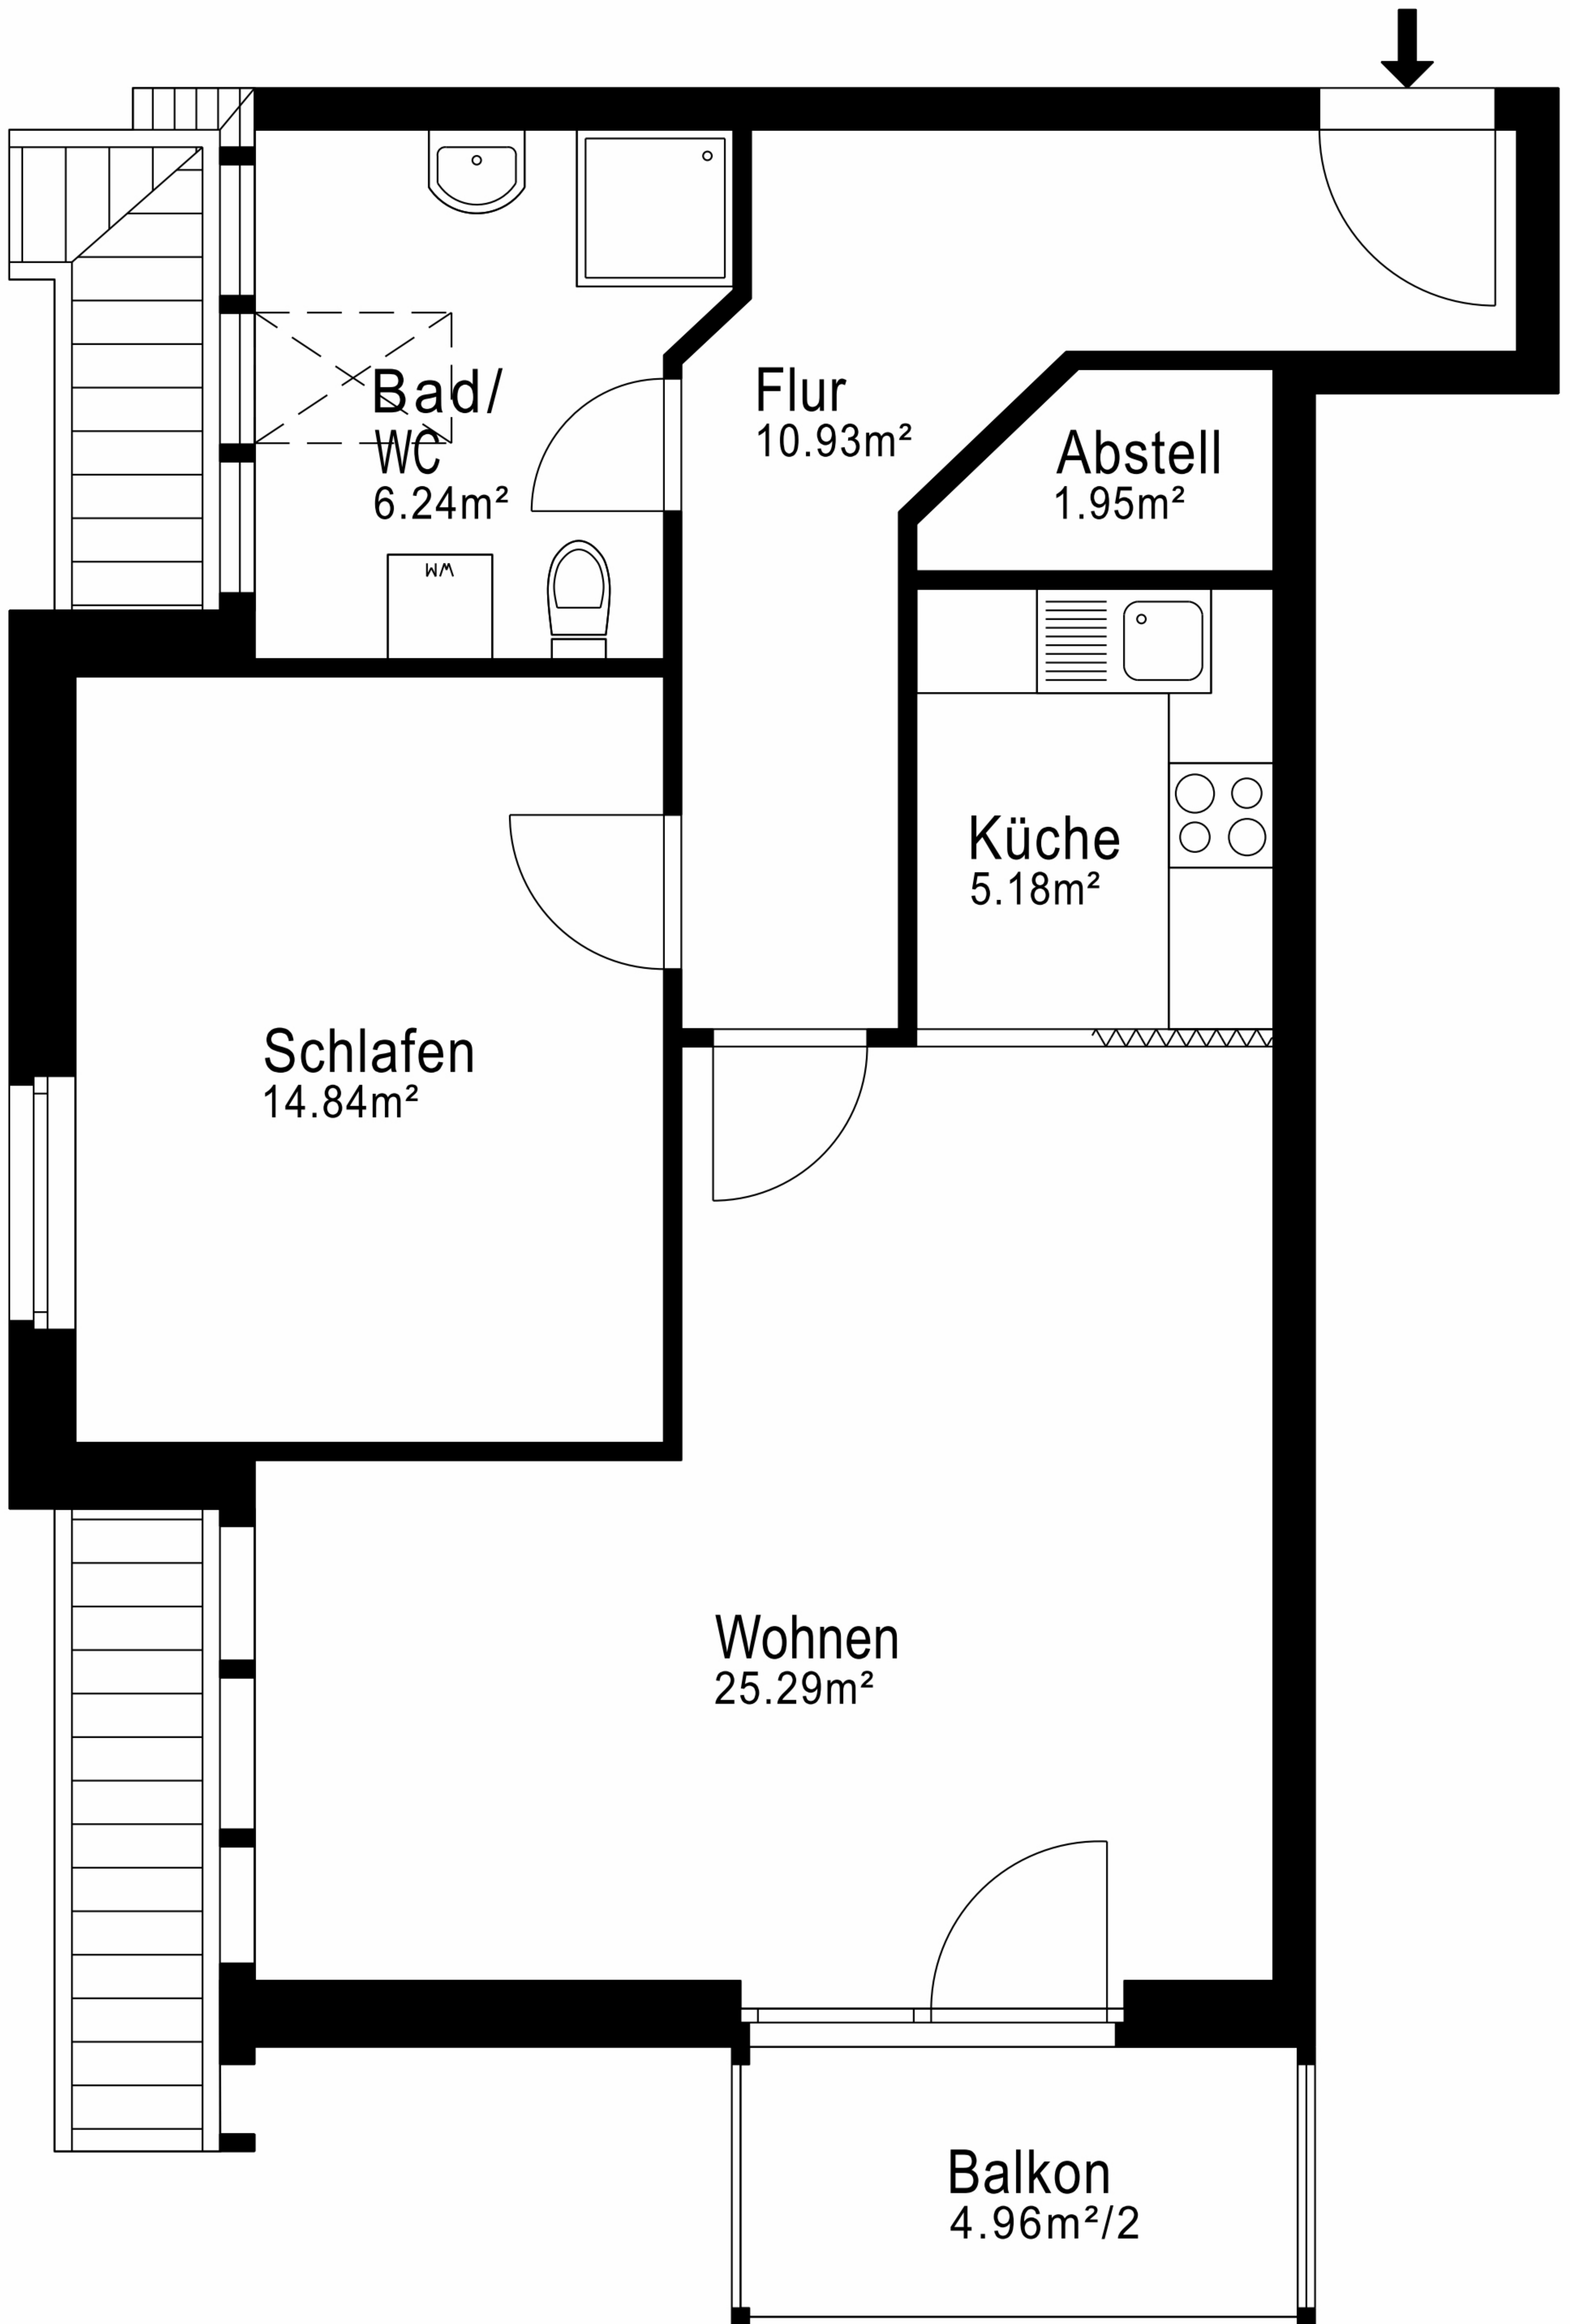 Bad/
WC
6.24m²
Flur
10.93m²
Abstell
1.95m²
WM
Küche
5.18m²
Schlafen
14.84m²
Wohnen
25.29m²
Balkon
4.96m²/2